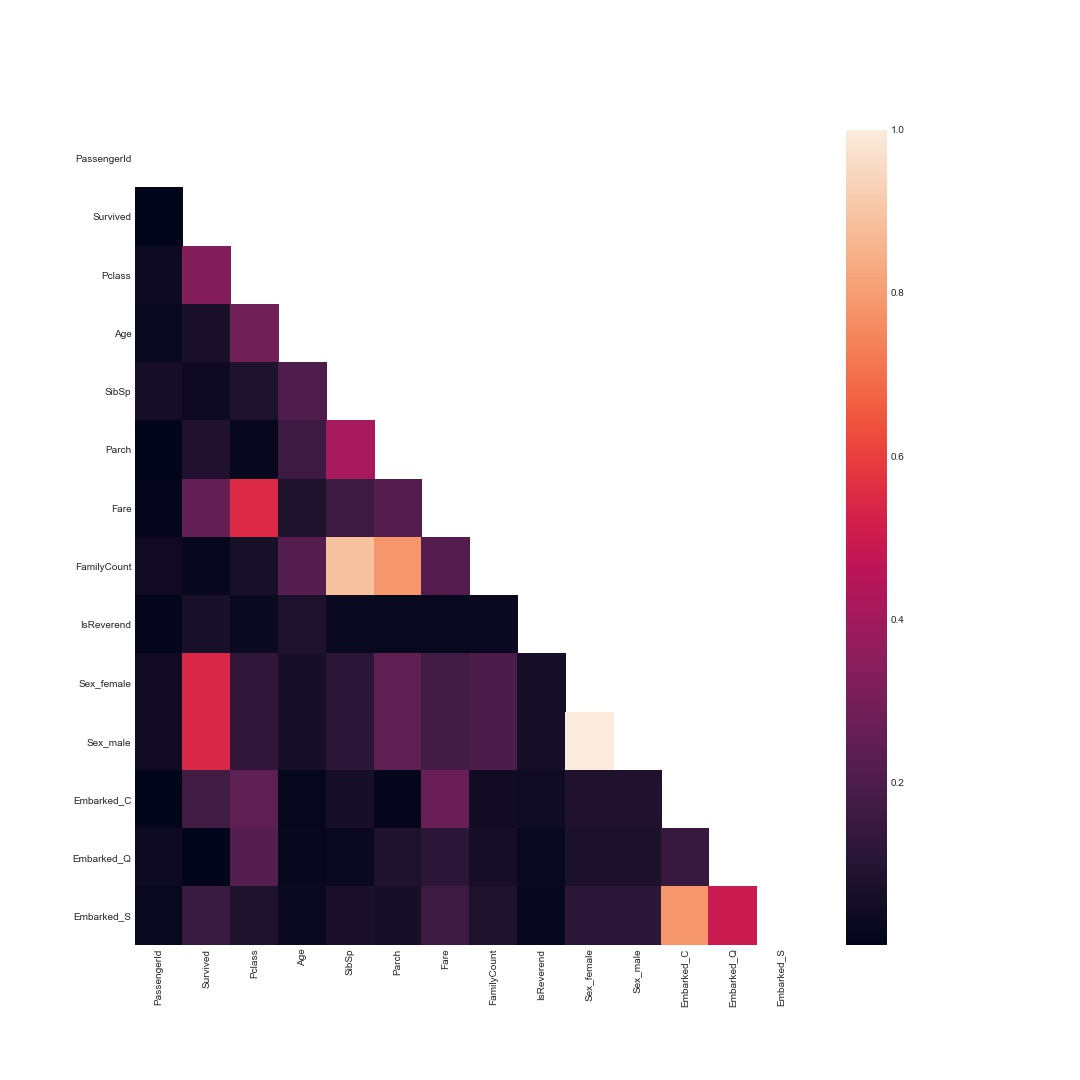 PassengerId
Survived
Pclass
Age
SibSp
Parch
Fare
FamilyCount
IsReverend
Sex_female
Sex_male
Embarked_C
Embarked_Q
Embarked_S
PassengerId
Survived
Pclass
Age
SibSp
Parch
Fare
FamilyCount
IsReverend
Sex_female
Sex_male
Embarked_C
Embarked_Q
Embarked_S
1.0
0.8
0.6
0.4
0.2